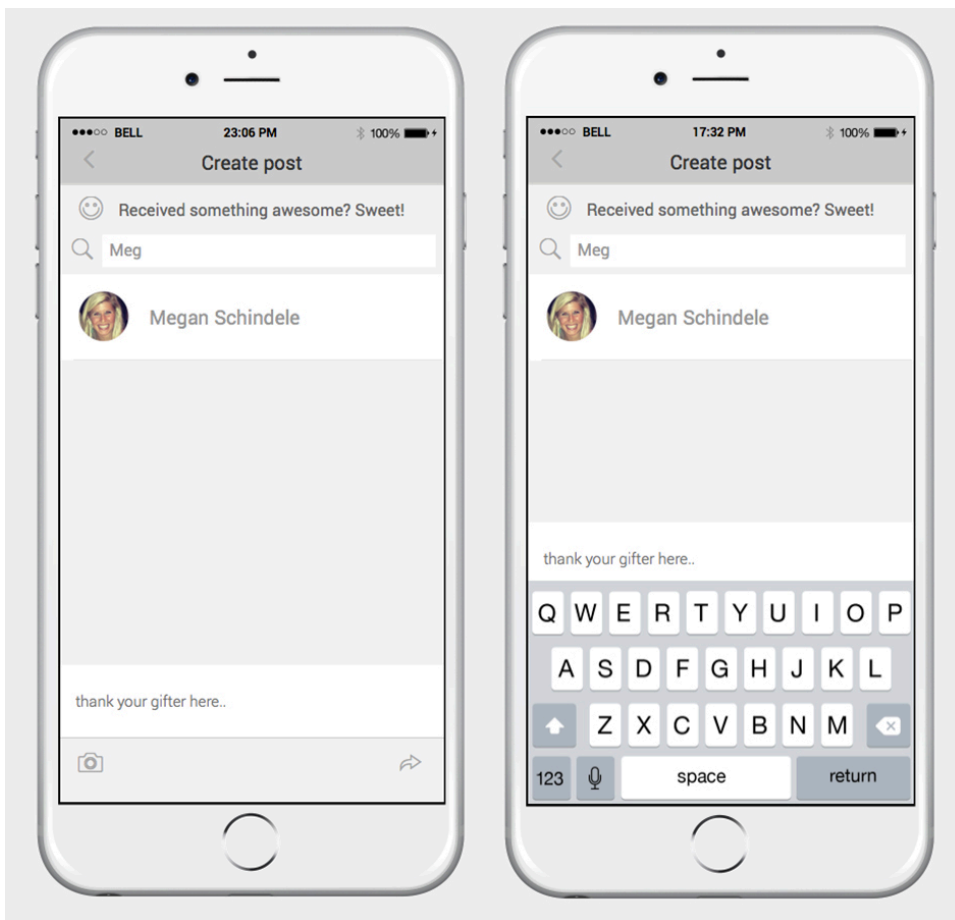 BELL 23:06 PM 100%
Create post
Received something awesome? Sweet!
Meg
Megan Schindele
thank your gifter here..
BELL 17:32 PM 100%
Create post
Received something awesome? Sweet!
Meg
Megan Schindele
thank your gifter here..
Q W E R T Y U I O P
A S D F G H J K L
Z X C V B N M
123 space return